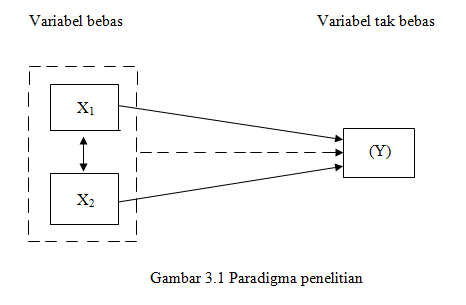 Variabel bebas
Variabel tak bebas
X1
(Y)
X2
Gambar 3.1 Paradigma penelitian